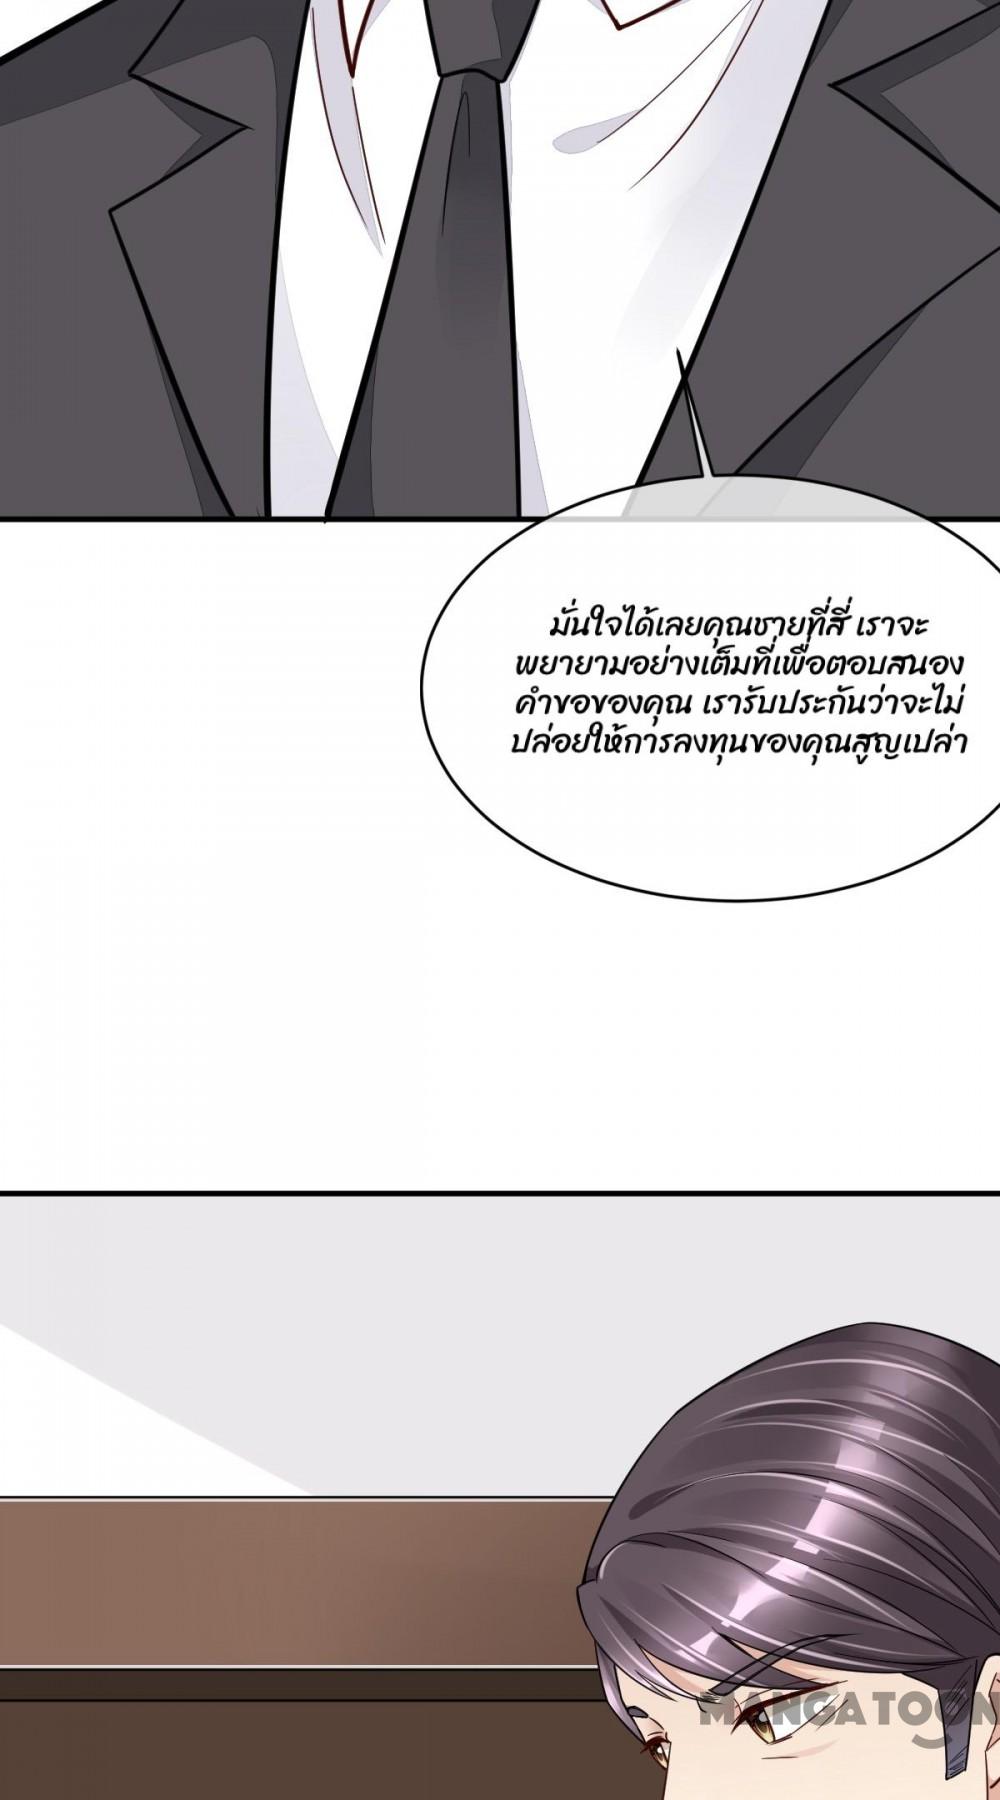 มั่นใจได้เลยคุณชายที่สี่ เราจะ
พยายามอย่างเต็มที่เพื่อตอบสนอง
คำขอของคุณ เรารับประกันว่าจะไม่
ปล่อยให้การลงทุนของคุณสูญเปล่า
MANGATOON